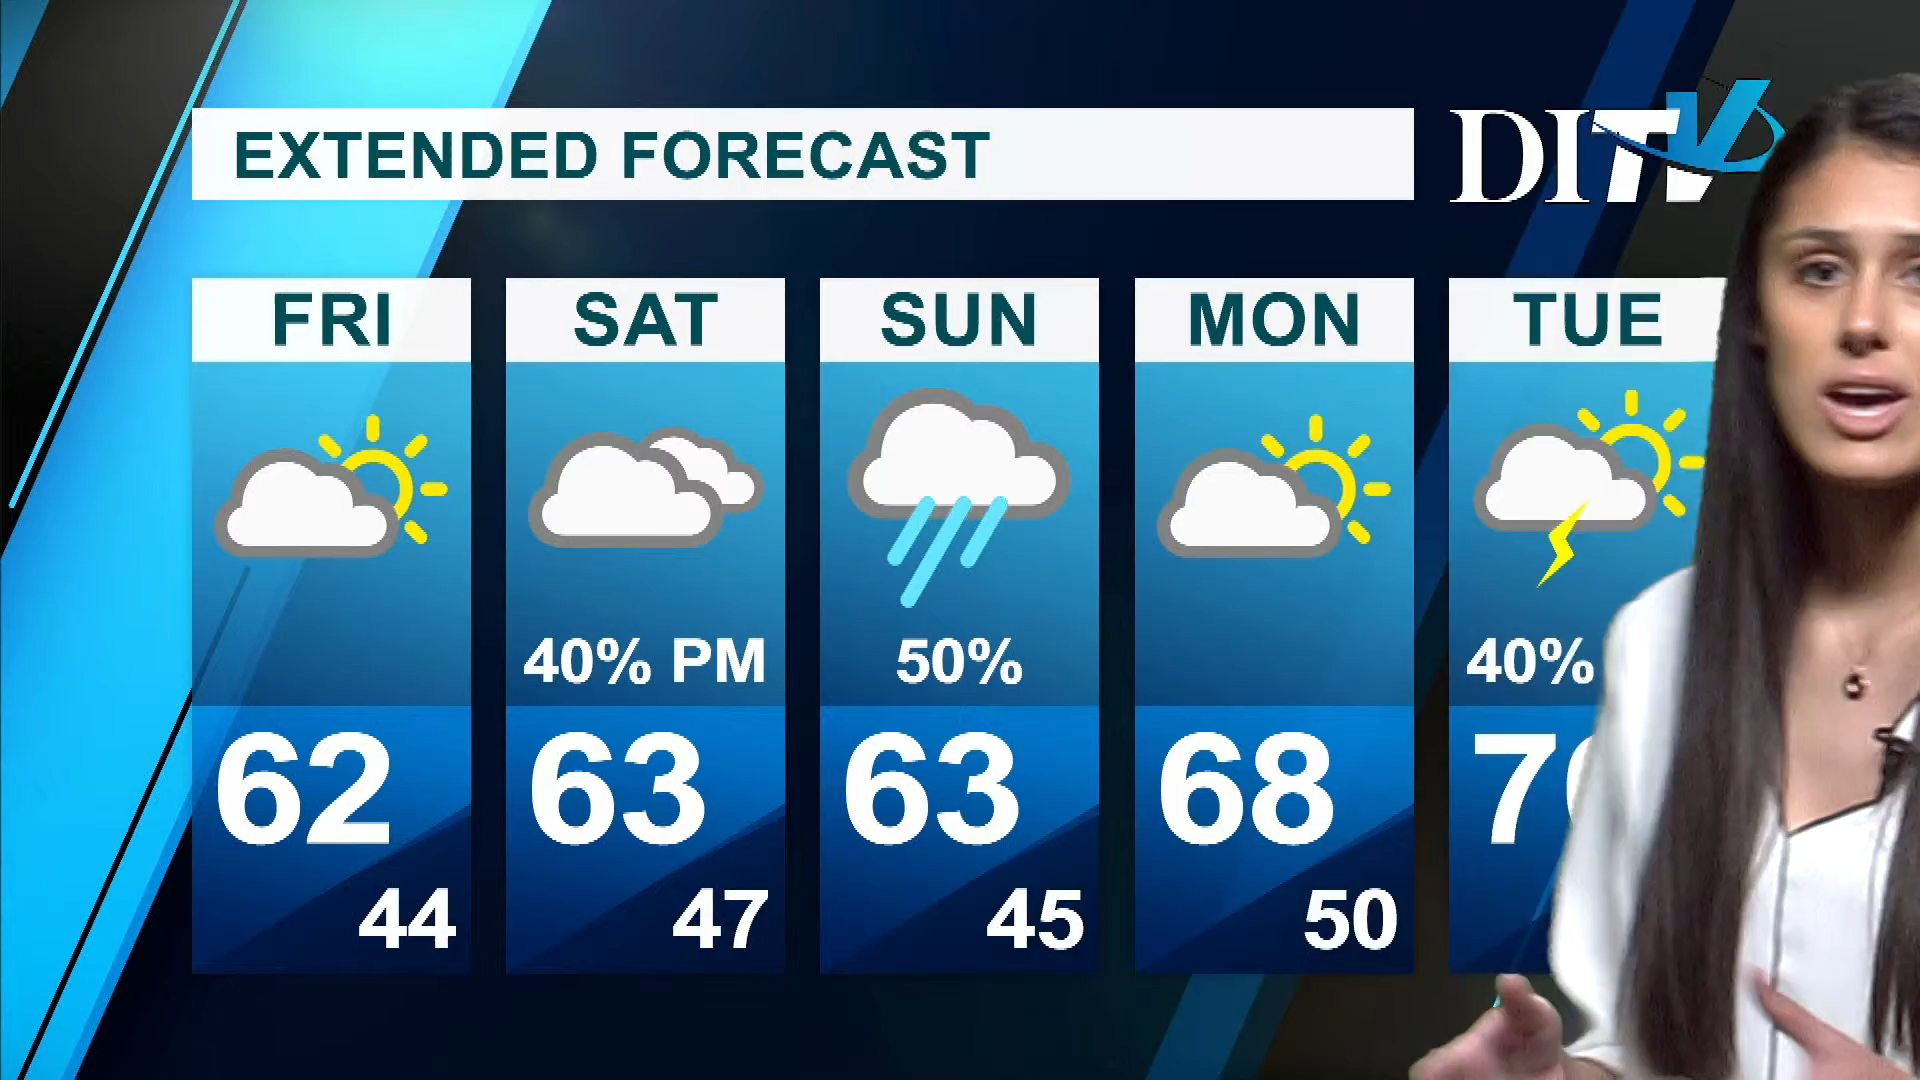 EXTENDED FORECAST
DITV
FRI
SAT
SUN
MON
TUE
40% PM
50%
40%
62
63
63
68
44
47
45
50